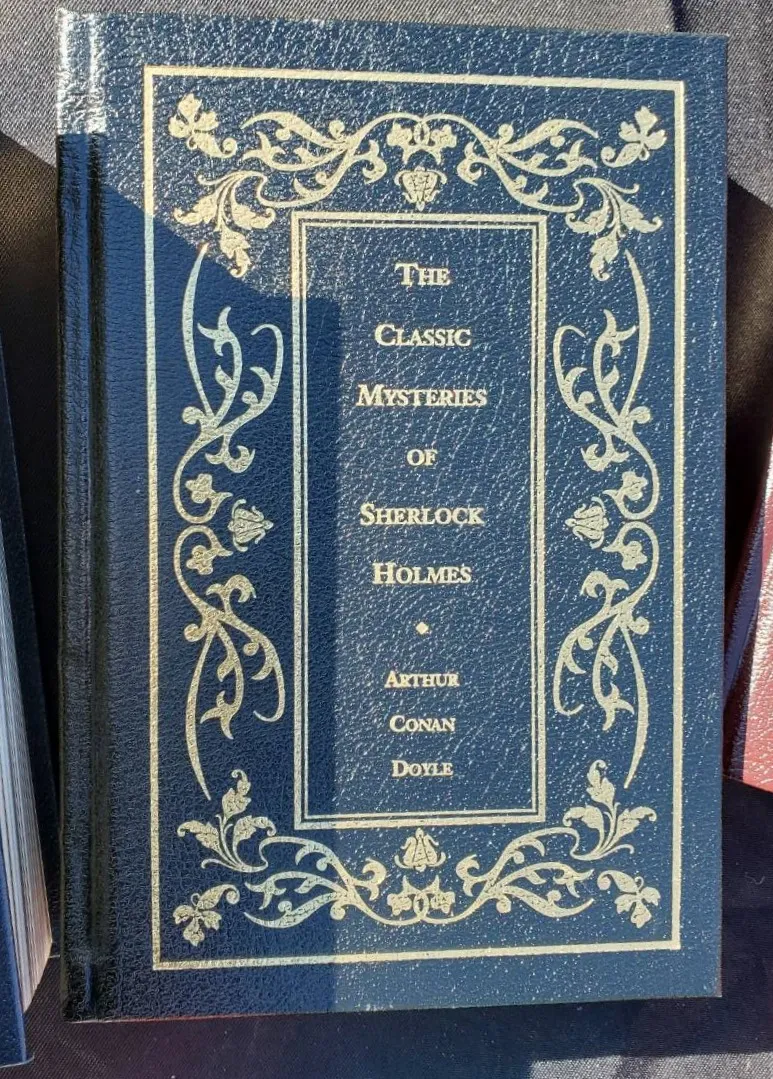 The
Classic
Mysteries
of
Sherlock
Holmes
Arthur
Conan
Doyle